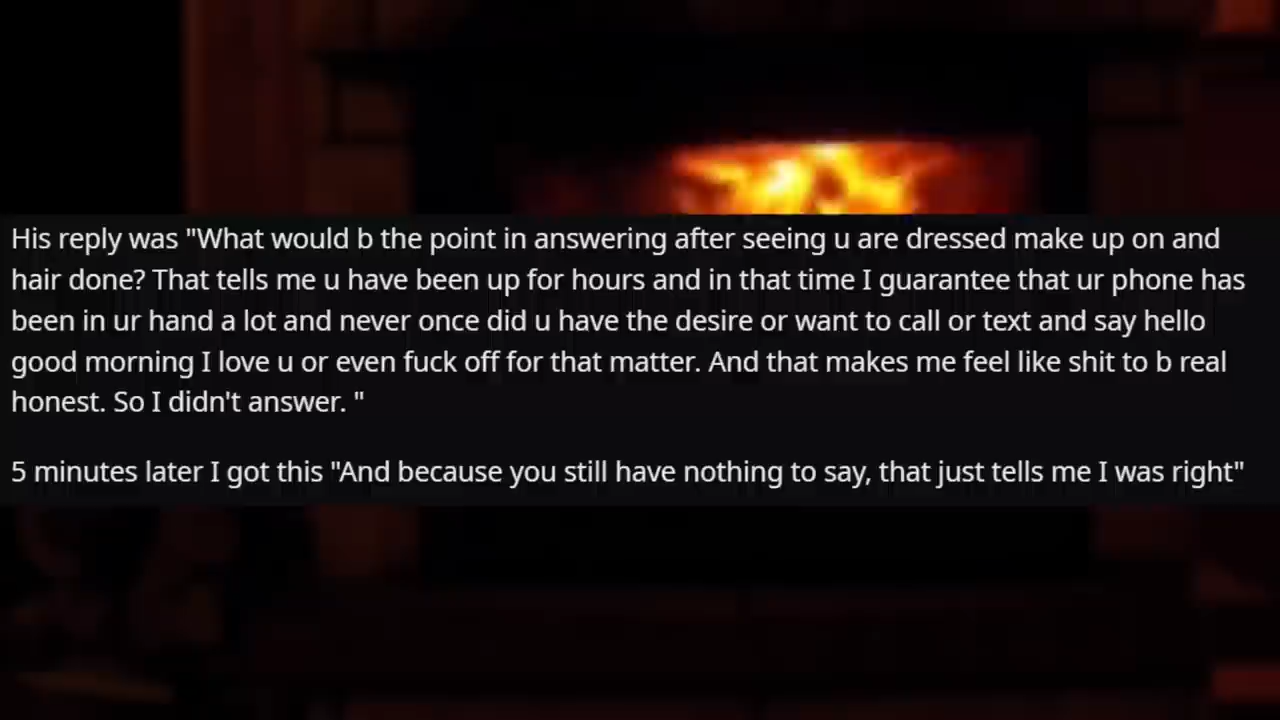 His reply was "What would b the point in answering after seeing u are dressed make up on and
hair done? That tells me u have been up for hours and in that time I guarantee that ur phone has
been in ur hand a lot and never once did u have the desire or want to call or text and say hello
good morning I love u or even fuck off for that matter. And that makes me feel like shit to b real
honest. So I didn't answer. "
5 minutes later I got this "And because you still have nothing to say, that just tells me I was right"